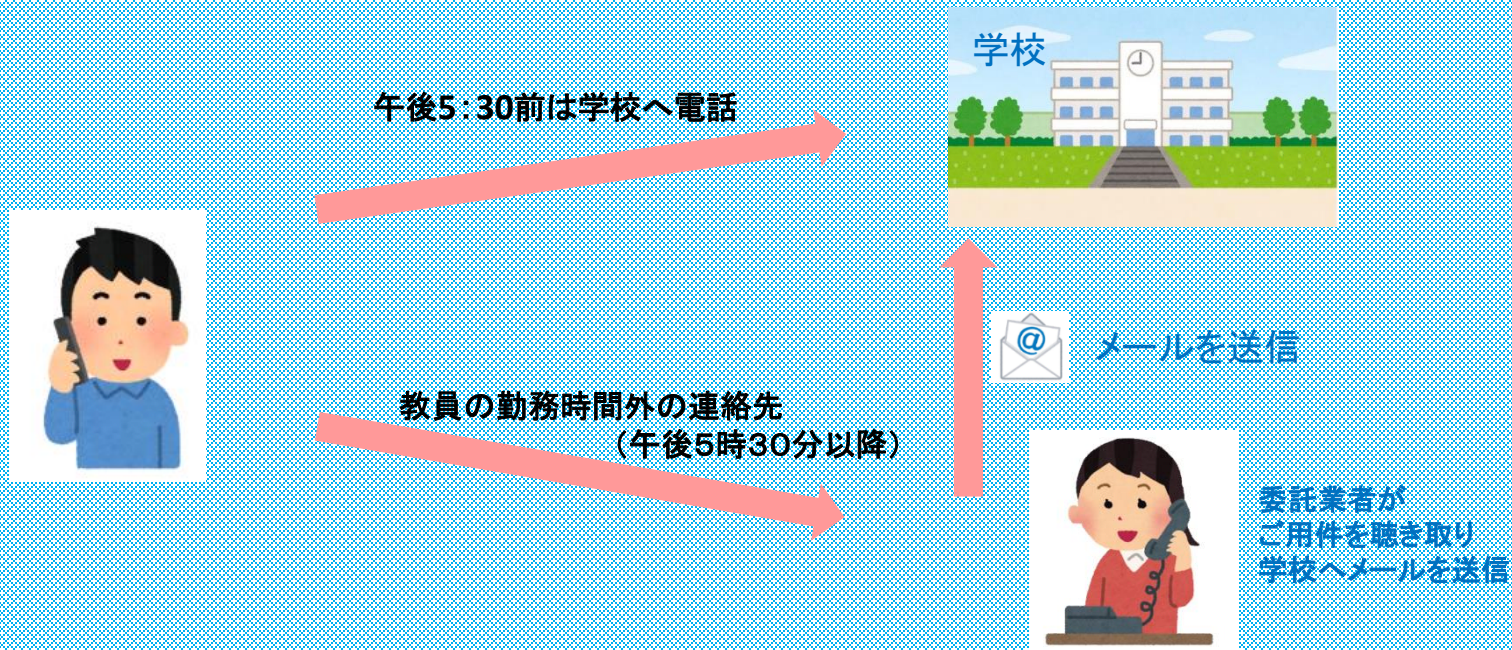 学校
午後5:30前は学校へ電話
@
メールを送信
教員の勤務時間外の連絡先
（午後5時30分以降）
委託業者が
ご用件を聴き取り
学校へメールを送信